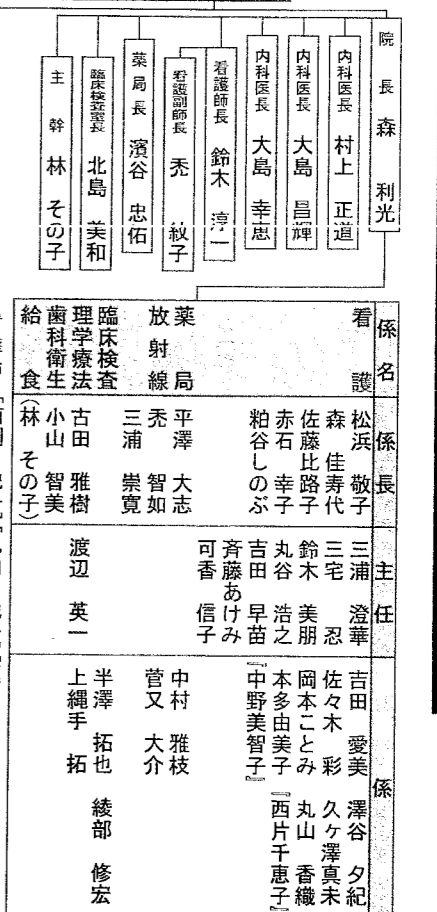 院長 森 利光
内科医長 村上 正道
内科医長 大島 昌輝
内科医長 大島 幸恵
看護師長 鈴木 淳一
看護副師長 禿 紋子
薬局長 濱谷 忠佑
臨床検査室長 北島 美和
主幹 林 その子
係名 係長 主任 係
看護 松浜 敬子 三浦 澄華 吉田 愛美 澤谷 夕紀
森 佳寿代 三宅 忍 佐々木 彩 久ヶ澤真未
佐藤比路子 鈴木 美朋 岡本ことみ 丸山 香織
赤石 幸子 丸谷 浩之 本多由美子 『西片千恵子』
粕谷しのぶ 吉田 早苗 『中野美智子』
斉藤あけみ
可香 信子
薬局 平澤 大志 中村 雅枝
放射線 禿 智如 菅又 大介
三浦 崇寛
臨床検査 半澤 拓也 綾部 修宏
理学療法 古田 雅樹 渡辺 英一 上縄手 拓
歯科衛生 小山 智美
給食 (林 その子)